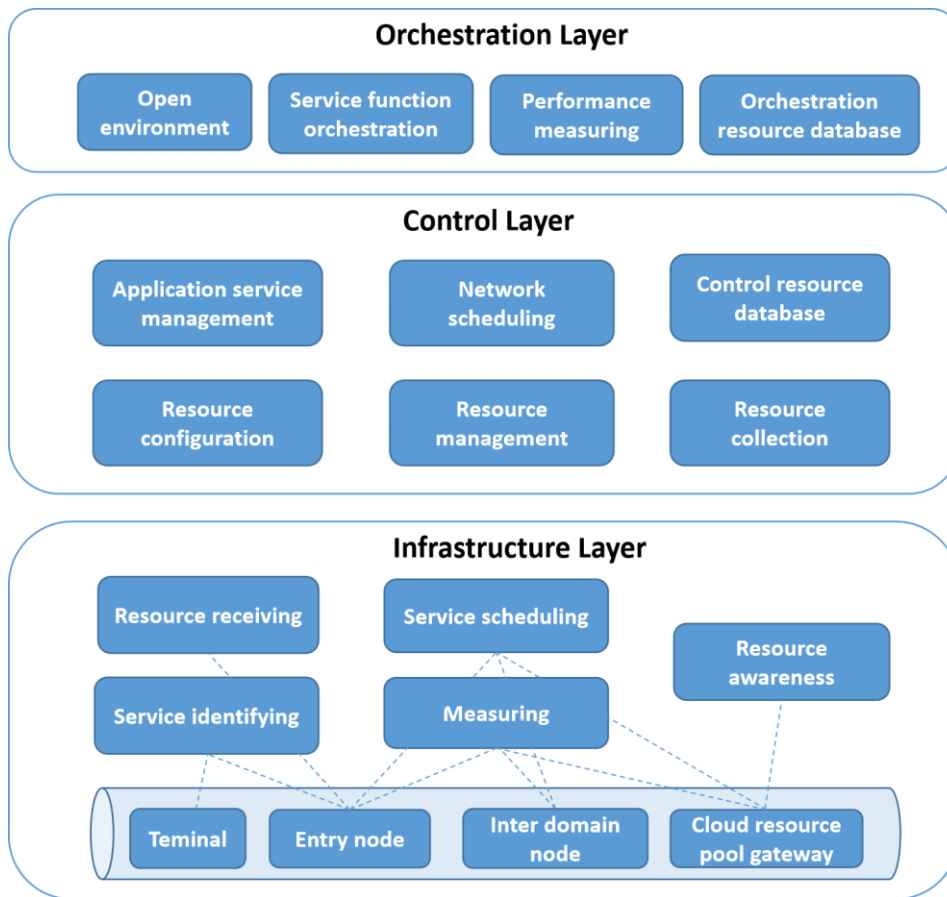 Orchestration Layer
Open
environment
Service function
orchestration
Performance
measuring
Orchestration
resource database
Control Layer
Application service
management
Network
scheduling
Control resource
database
Resource
configuration
Resource
management
Resource
collection
Infrastructure Layer
Resource receiving
Service scheduling
Resource
awareness
Service identifying
Measuring
Teminal
Entry node
Inter domain
node
Cloud resource
pool gateway